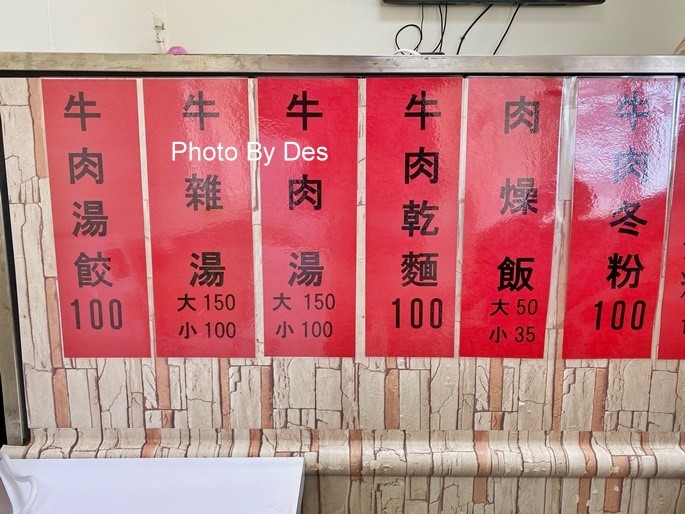 牛肉湯餃
100
牛雜湯
大 150
小 100
牛肉湯
大 150
小 100
牛肉乾麵
100
肉燥飯
大 50
小 35
牛肉冬粉
100
Photo By Des